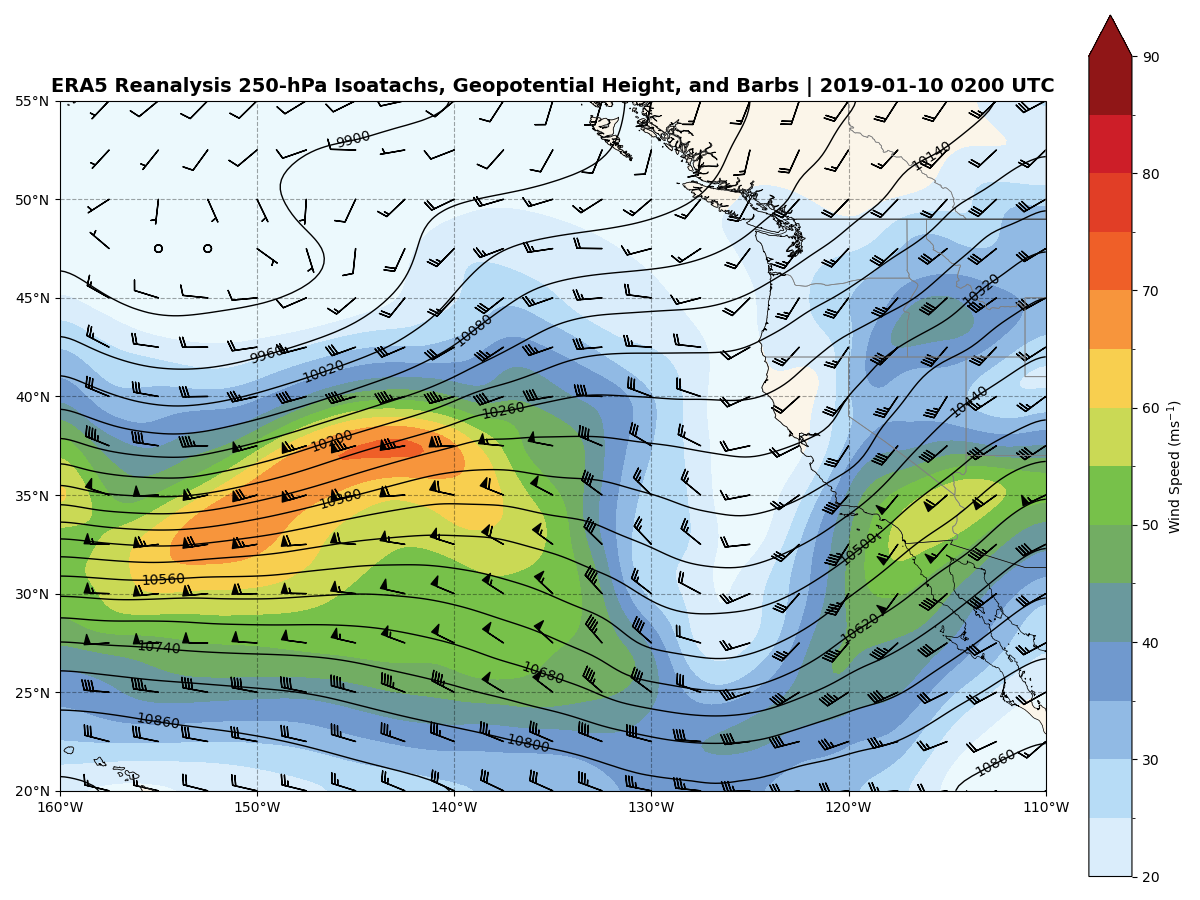 ERA5 Reanalysis 250-hPa Isoatachs, Geopotential Height, and Barbs | 2019-01-10 0200 UTC
55°N
50°N
45°N
40°N
35°N
30°N
25°N
20°N
160°W
150°W
140°W
130°W
120°W
110°W
9900
10140
10320
10080
9960
10020
10440
10260
10200
10380
10500
10560
10620
10740
10680
10860
10800
10860
90
80
70
60
50
40
30
20
Wind Speed (ms⁻¹)